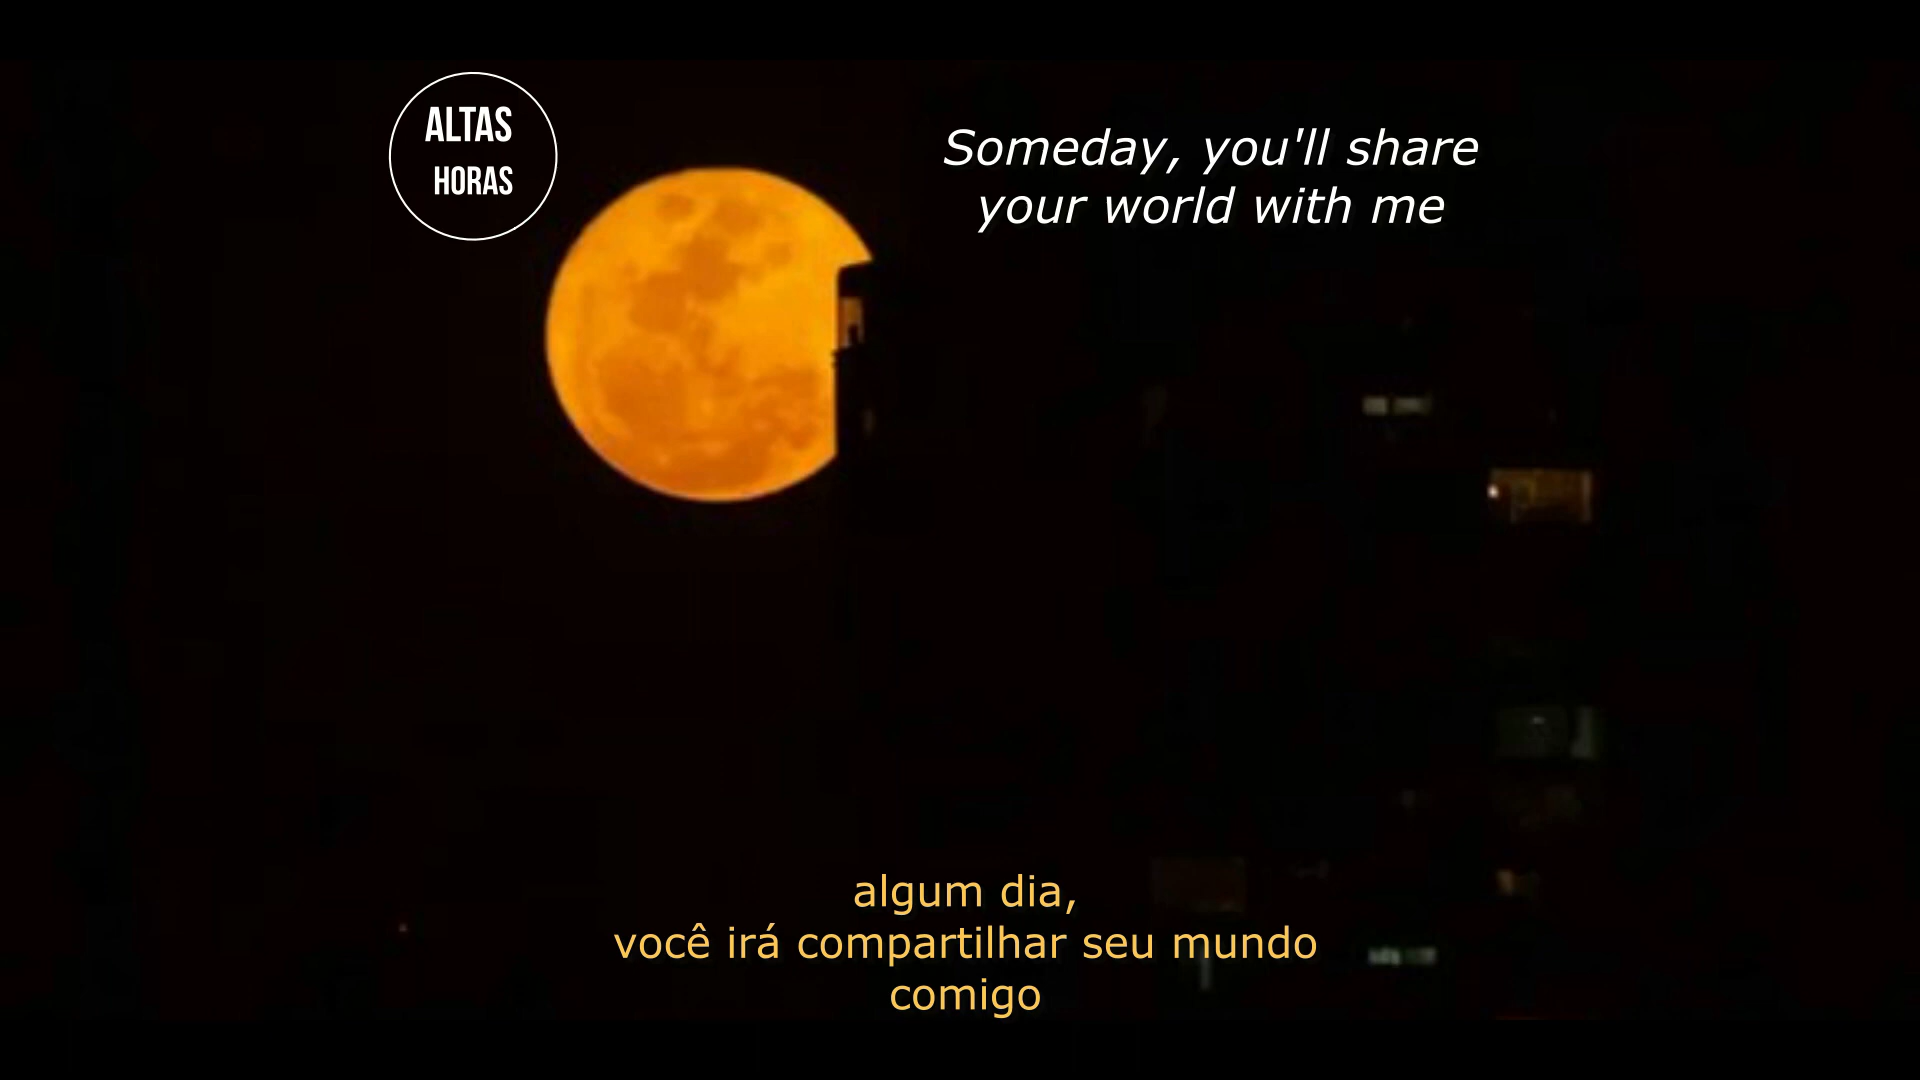 ALTAS
HORAS
Someday, you'll share
your world with me
algum dia,
você irá compartilhar seu mundo
comigo